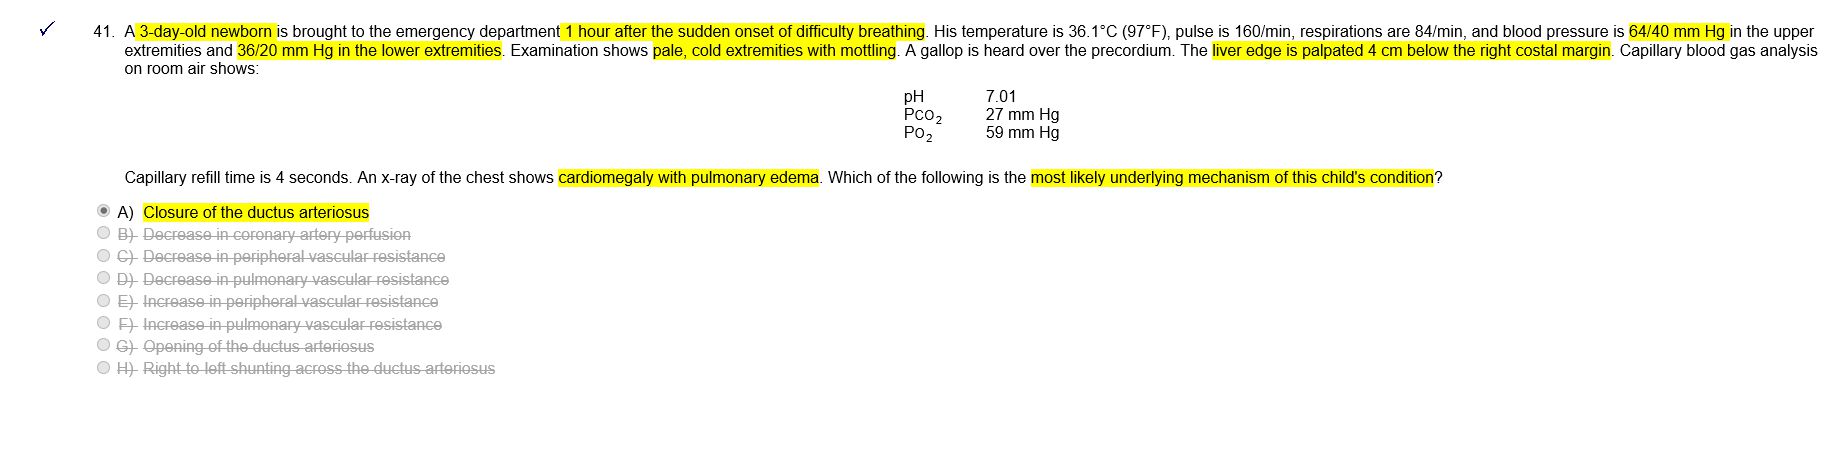 41. A 3-day-old newborn is brought to the emergency department 1 hour after the sudden onset of difficulty breathing. His temperature is 36.1°C (97°F), pulse is 160/min, respirations are 84/min, and blood pressure is 64/40 mm Hg in the upper
extremities and 36/20 mm Hg in the lower extremities. Examination shows pale, cold extremities with mottling. A gallop is heard over the precordium. The liver edge is palpated 4 cm below the right costal margin. Capillary blood gas analysis
on room air shows:
pH 7.01
PCO2 27 mm Hg
PO2 59 mm Hg
Capillary refill time is 4 seconds. An x-ray of the chest shows cardiomegaly with pulmonary edema. Which of the following is the most likely underlying mechanism of this child's condition?
A) Closure of the ductus arteriosus
B) Decrease in coronary artery perfusion
C) Decrease in peripheral vascular resistance
D) Decrease in pulmonary vascular resistance
E) Increase in peripheral vascular resistance
F) Increase in pulmonary vascular resistance
G) Opening of the ductus arteriosus
H) Right to left shunting across the ductus arteriosus